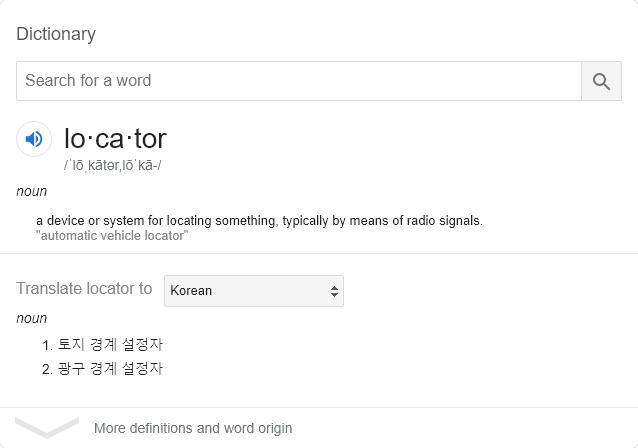 Dictionary
Search for a word
lo·ca·tor
/ˈlōˌkātər,lōˈkā-/
noun
a device or system for locating something, typically by means of radio signals.
"automatic vehicle locator"
Translate locator to Korean
noun
1. 토지 경계 설정자
2. 광구 경계 설정자
More definitions and word origin